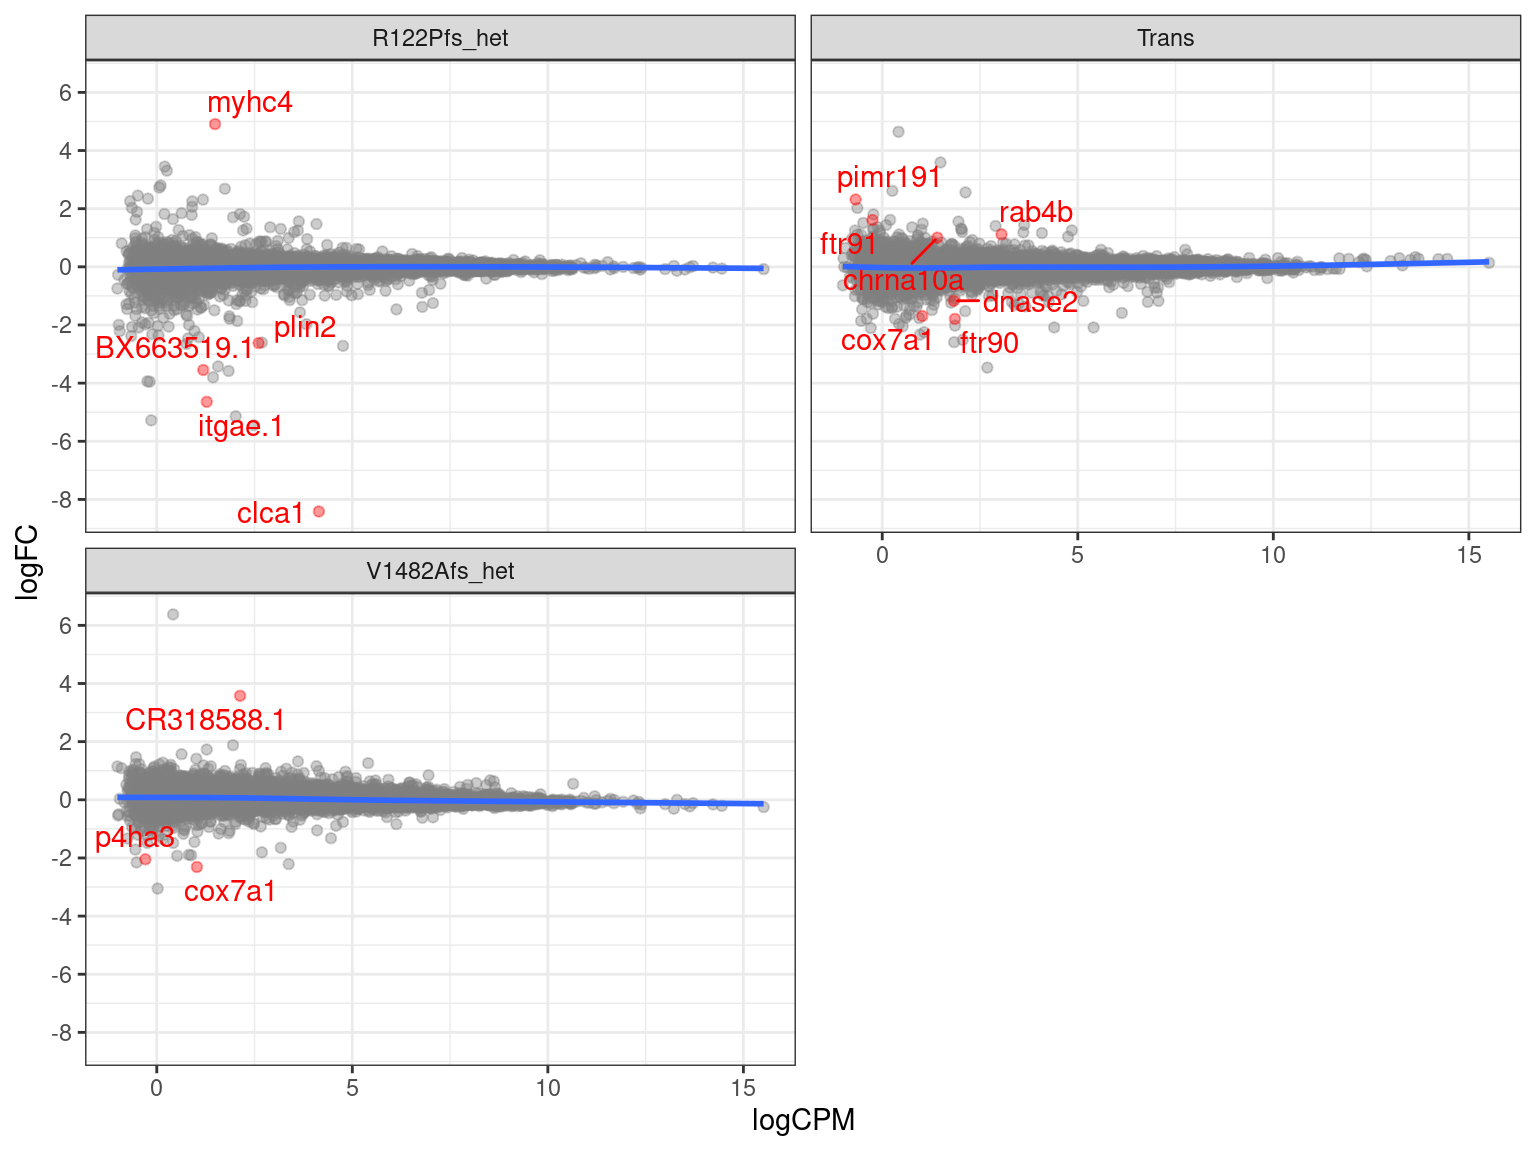 R122Pfs_het
Trans
6
4
2
0
-2
-4
-6
-8
myhc4
plin2
BX663519.1
itgae.1
clca1
pimr191
rab4b
ftr91
chrna10a
dnase2
cox7a1
ftr90
0
5
10
15
logFC
V1482Afs_het
6
4
2
0
-2
-4
-6
-8
CR318588.1
p4ha3
cox7a1
0
5
10
15
logCPM